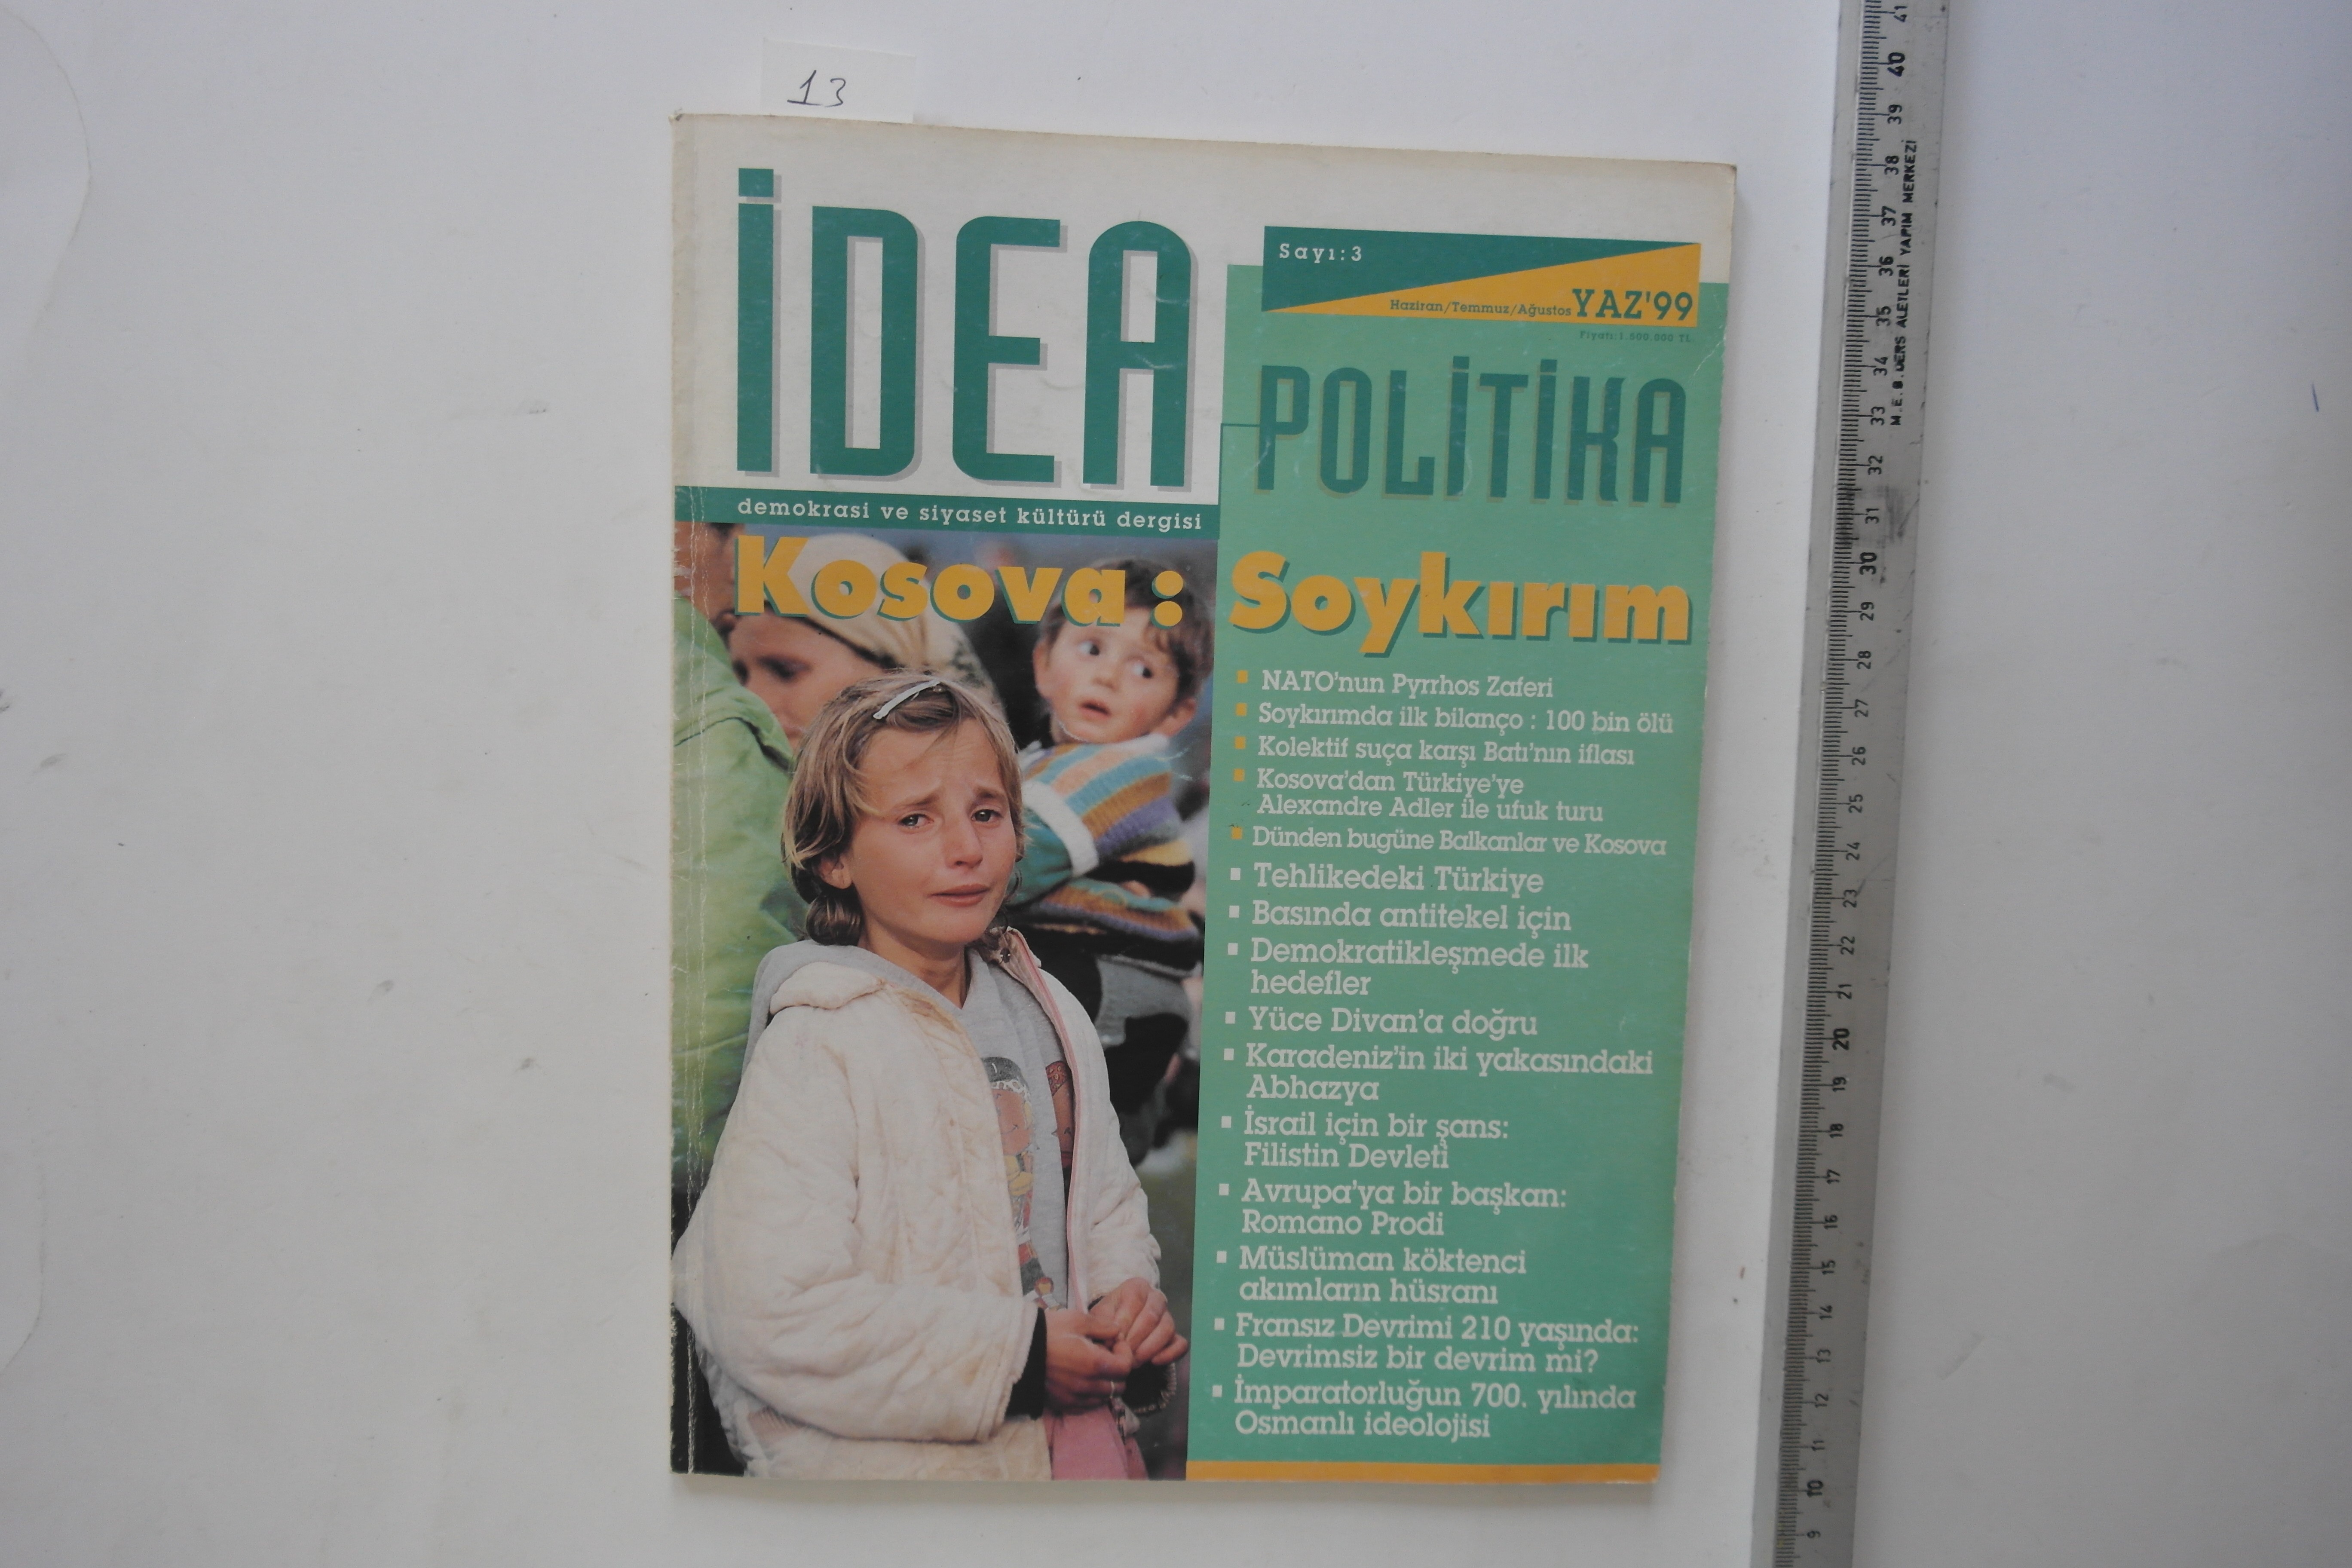 13
İDEA
Sayı:3
Haziran/Temmuz/Ağustos YAZ'99
Fiyatı:1.500.000 TL.
POLİTİKA
demokrasi ve siyaset kültürü dergisi
Kosova: Soykırım
NATO'nun Pyrrhos Zaferi
Soykırımda ilk bilanço : 100 bin ölü
Kolektif suça karşı Batı'nın iflası
Kosova'dan Türkiye'ye
Alexandre Adler ile ufuk turu
Dünden bugüne Balkanlar ve Kosova
Tehlikedeki Türkiye
Basında antitekel için
Demokratikleşmede ilk
hedefler
Yüce Divan'a doğru
Karadeniz'in iki yakasındaki
Abhazya
İsrail için bir şans:
Filistin Devleti
Avrupa'ya bir başkan:
Romano Prodi
Müslüman köktenci
akımların hüsranı
Fransız Devrimi 210 yaşında:
Devrimsiz bir devrim mi?
İmparatorluğun 700. yılında
Osmanlı ideolojisi
41
40
39
38
37
36
35
34
33
32
31
30
29
28
27
26
25
24
23
22
21
20
19
18
17
16
15
14
13
12
11
10
9
M.E.B. DERS ALETLERİ YAPIM MERKEZİ